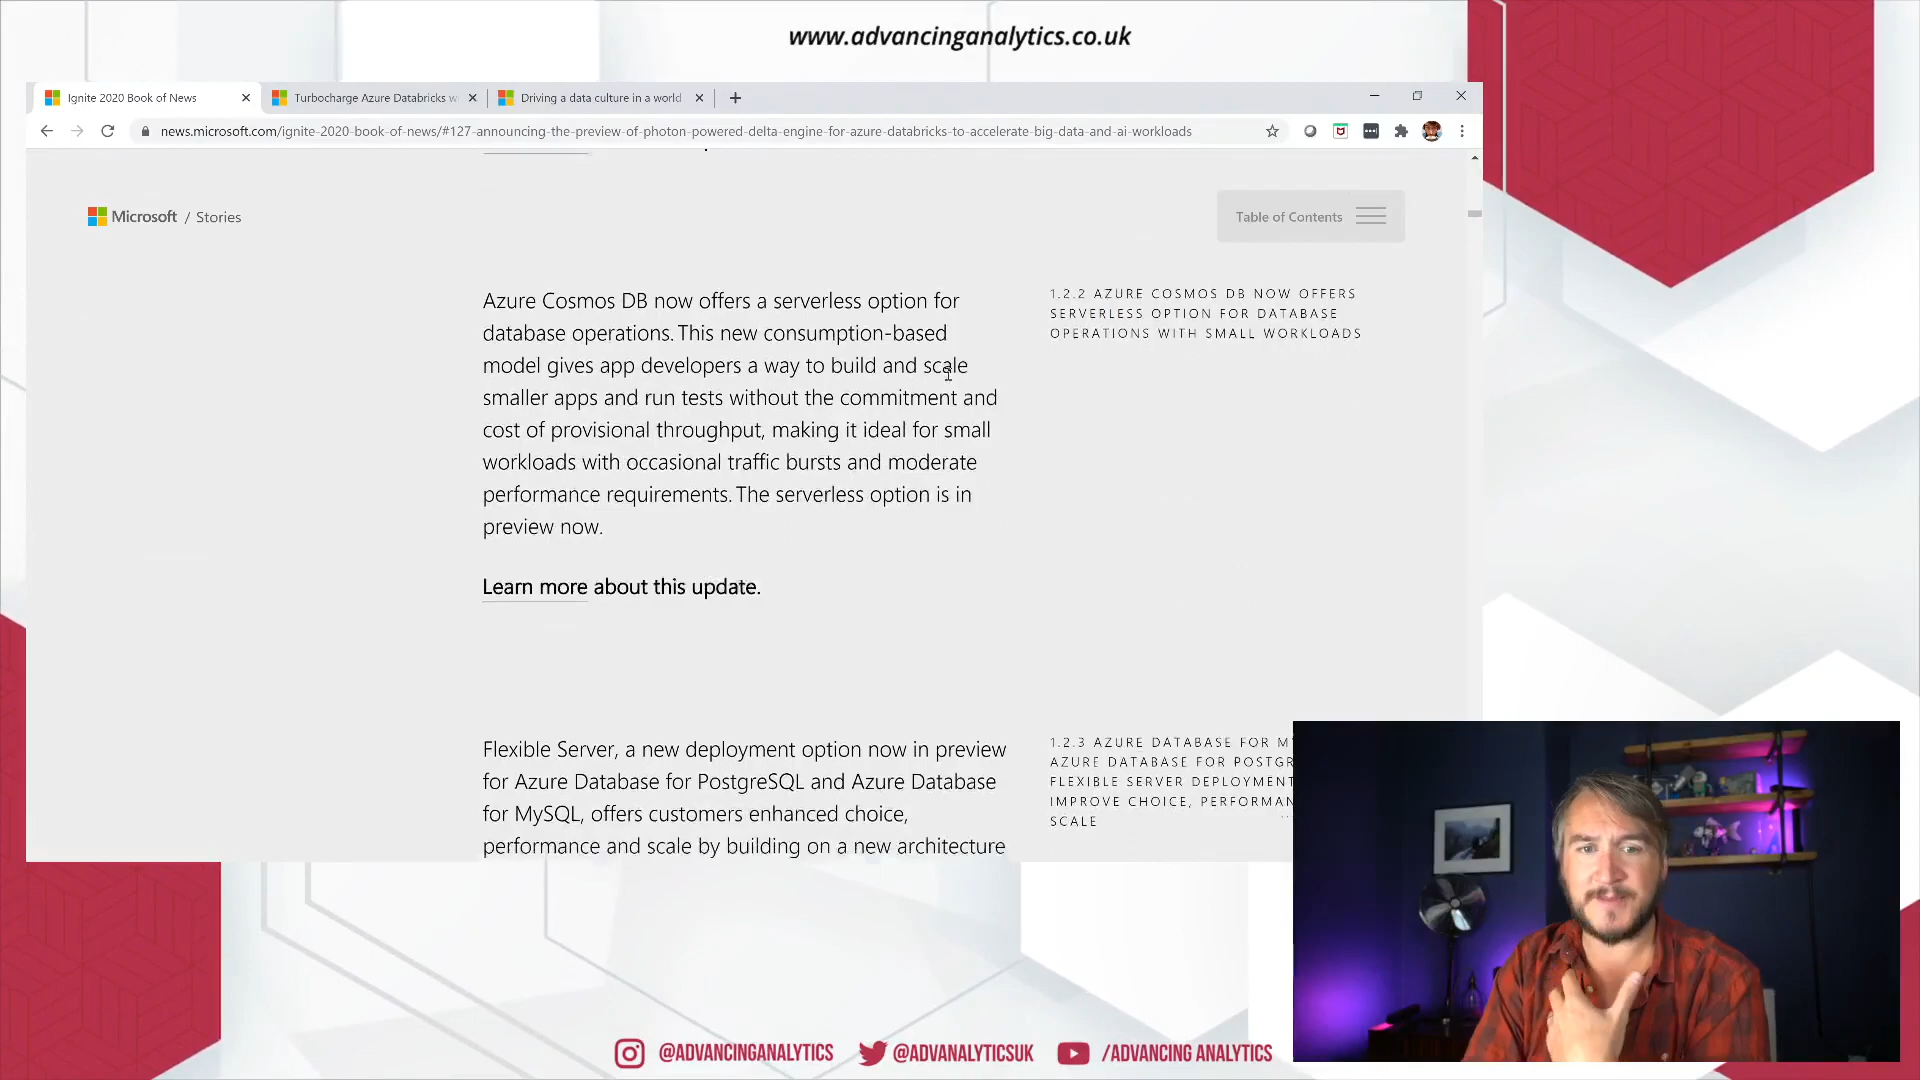 www.advancinganalytics.co.uk
Ignite 2020 Book of News
Turbocharge Azure Databricks w
Driving a data culture in a world
news.microsoft.com/ignite-2020-book-of-news/#127-announcing-the-preview-of-photon-powered-delta-engine-for-azure-databricks-to-accelerate-big-data-and-ai-workloads
Microsoft / Stories
Table of Contents
Azure Cosmos DB now offers a serverless option for
database operations. This new consumption-based
model gives app developers a way to build and scale
smaller apps and run tests without the commitment and
cost of provisional throughput, making it ideal for small
workloads with occasional traffic bursts and moderate
performance requirements. The serverless option is in
preview now.
Learn more about this update.
1.2.2 AZURE COSMOS DB NOW OFFERS
SERVERLESS OPTION FOR DATABASE
OPERATIONS WITH SMALL WORKLOADS
Flexible Server, a new deployment option now in preview
for Azure Database for PostgreSQL and Azure Database
for MySQL, offers customers enhanced choice,
performance and scale by building on a new architecture
1.2.3 AZURE DATABASE FOR M
AZURE DATABASE FOR POSTGR
FLEXIBLE SERVER DEPLOYMENT
IMPROVE CHOICE, PERFORMAN
SCALE
@ADVANCINGANALYTICS
@ADVANALYTICSUK
/ADVANCING ANALYTICS